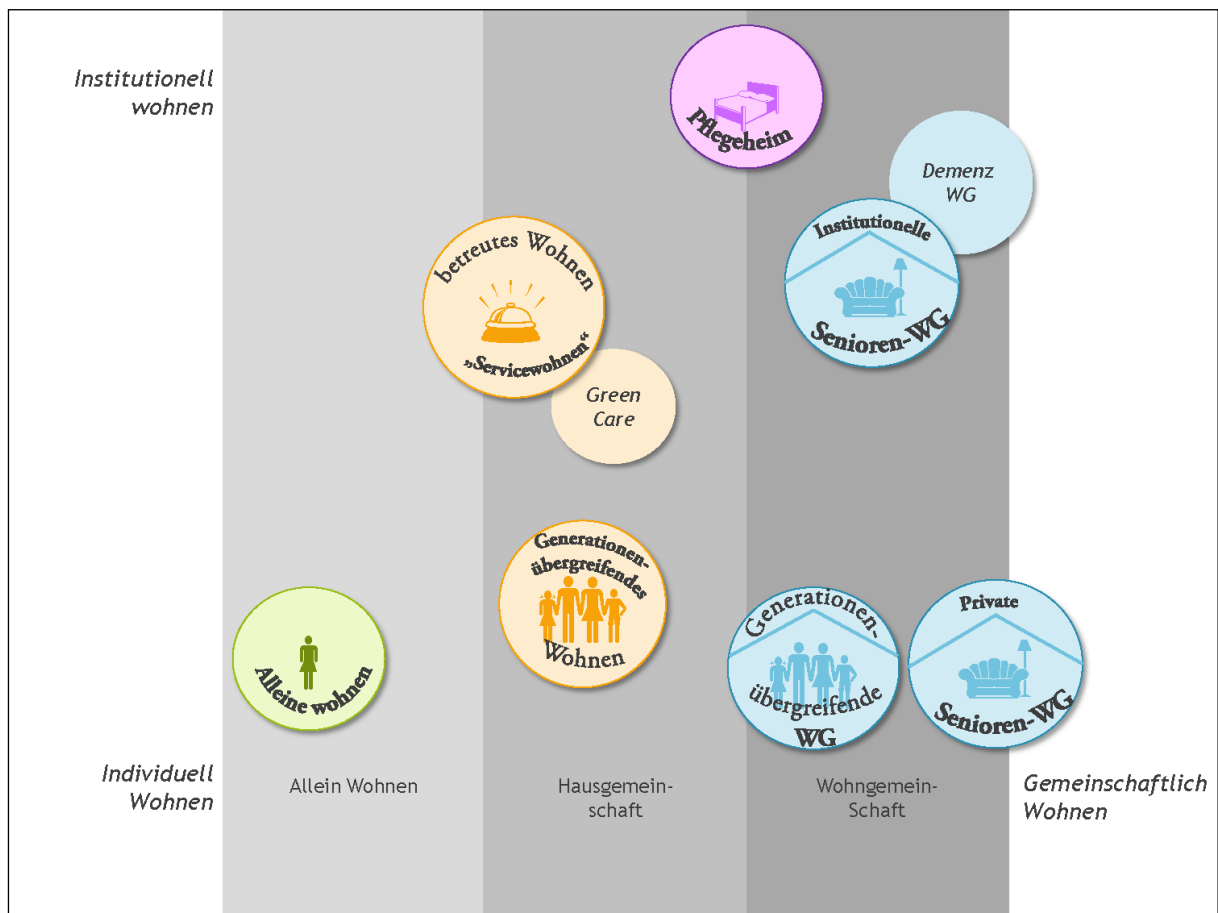 Institutionell
wohnen
Pflegeheim
Demenz
WG
Institutionelle
Senioren-WG
betreutes Wohnen
„Servicewohnen“
Green
Care
Generationen-
übergreifendes
Wohnen
Alleine wohnen
Generationen-
übergreifende
WG
Private
Senioren-WG
Individuell
Wohnen
Allein Wohnen
Hausgemein-
schaft
Wohngemein-
Schaft
Gemeinschaftlich
Wohnen